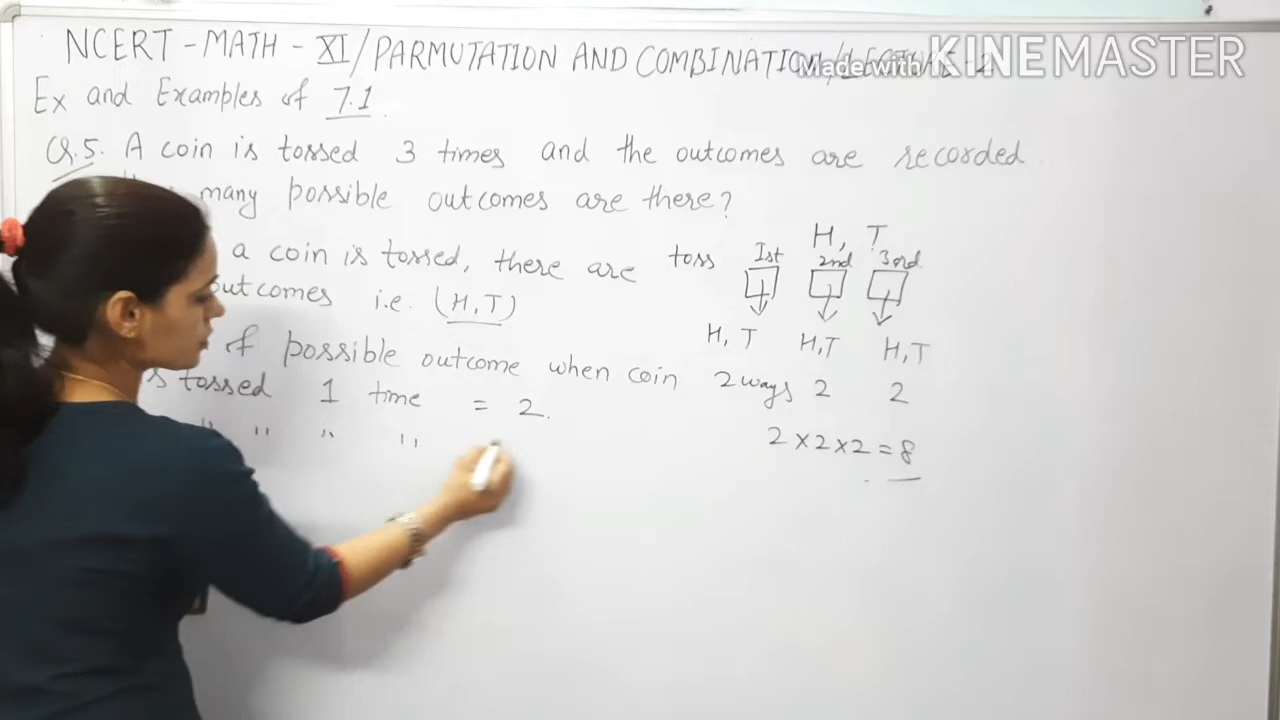 NCERT - MATH - XI / PARMUTATION AND COMBINATION /
Made with KINEMASTER
Ex and Examples of 7.1
Q.5. A coin is tossed 3 times and the outcomes are recorded
many possible outcomes are there?
a coin is tossed, there are
outcomes i.e. (H, T)
of possible outcome when coin
tossed 1 time = 2.
" " " "
H, T
toss Ist 2nd 3ord
H, T H,T H,T
2 ways 2 2
2 × 2 × 2 = 8